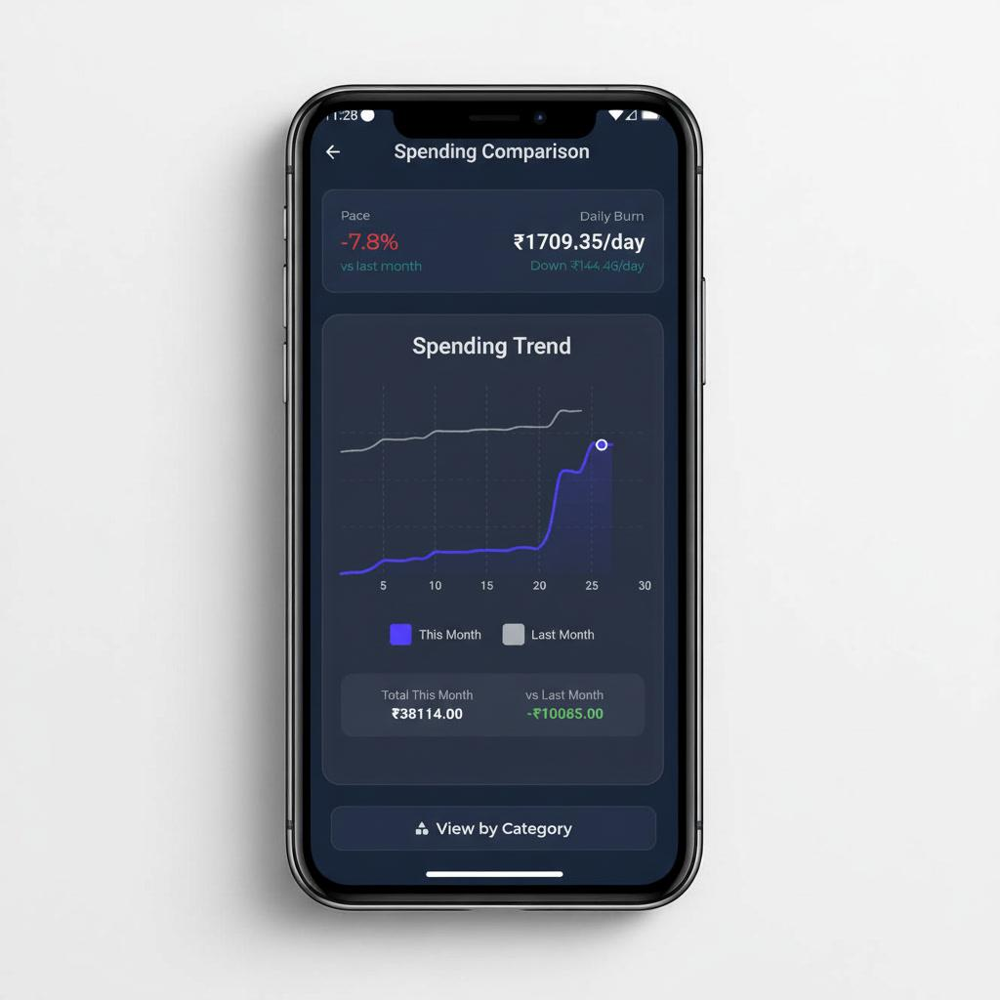 11:28
Spending Comparison
Pace
Daily Burn
-7.8%
₹1709.35/day
vs last month
Down ₹144.46/day
Spending Trend
5 10 15 20 25 30
This Month
Last Month
Total This Month
vs Last Month
₹38114.00
-₹10065.00
View by Category